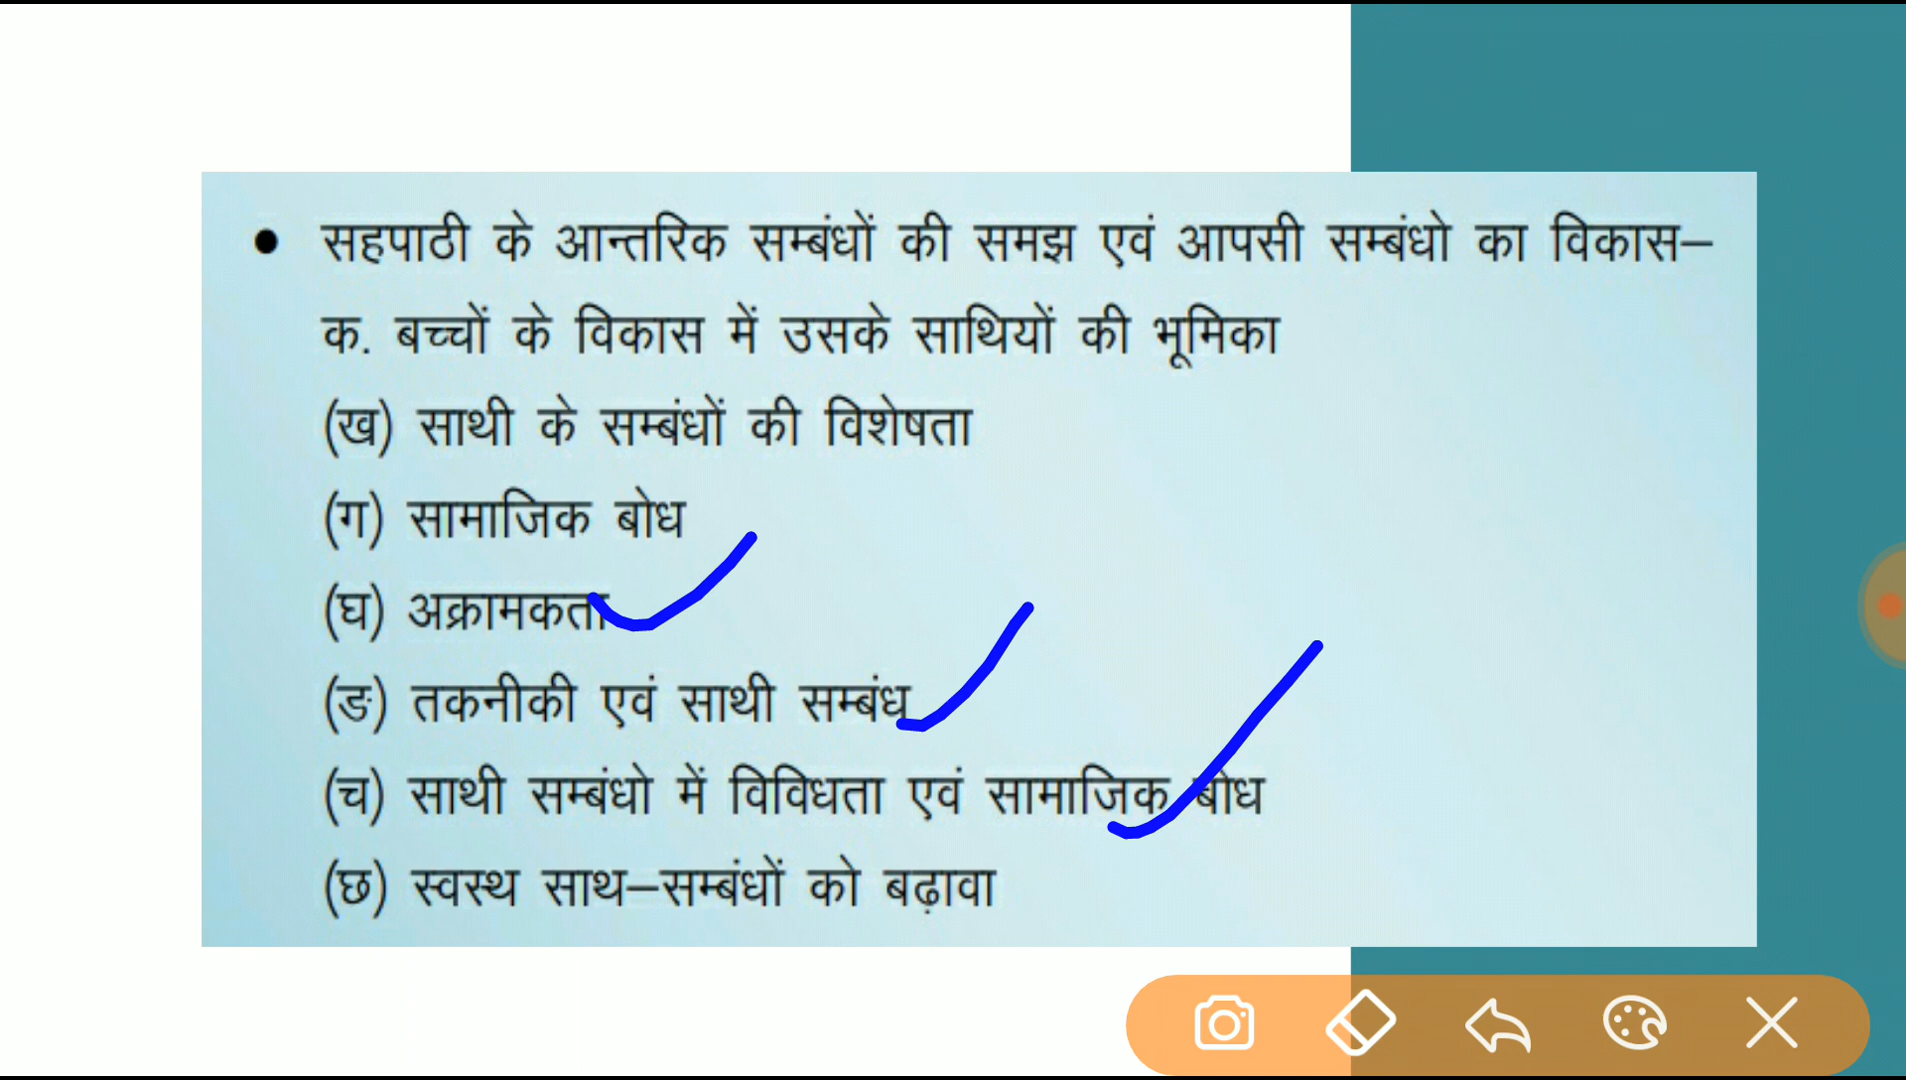 ● सहपाठी के आन्तरिक सम्बंधों की समझ एवं आपसी सम्बंधो का विकास–
क. बच्चों के विकास में उसके साथियों की भूमिका
(ख) साथी के सम्बंधों की विशेषता
(ग) सामाजिक बोध
(घ) अक्रामकता
(ङ) तकनीकी एवं साथी सम्बंध
(च) साथी सम्बंधो में विविधता एवं सामाजिक बोध
(छ) स्वस्थ साथ–सम्बंधों को बढ़ावा